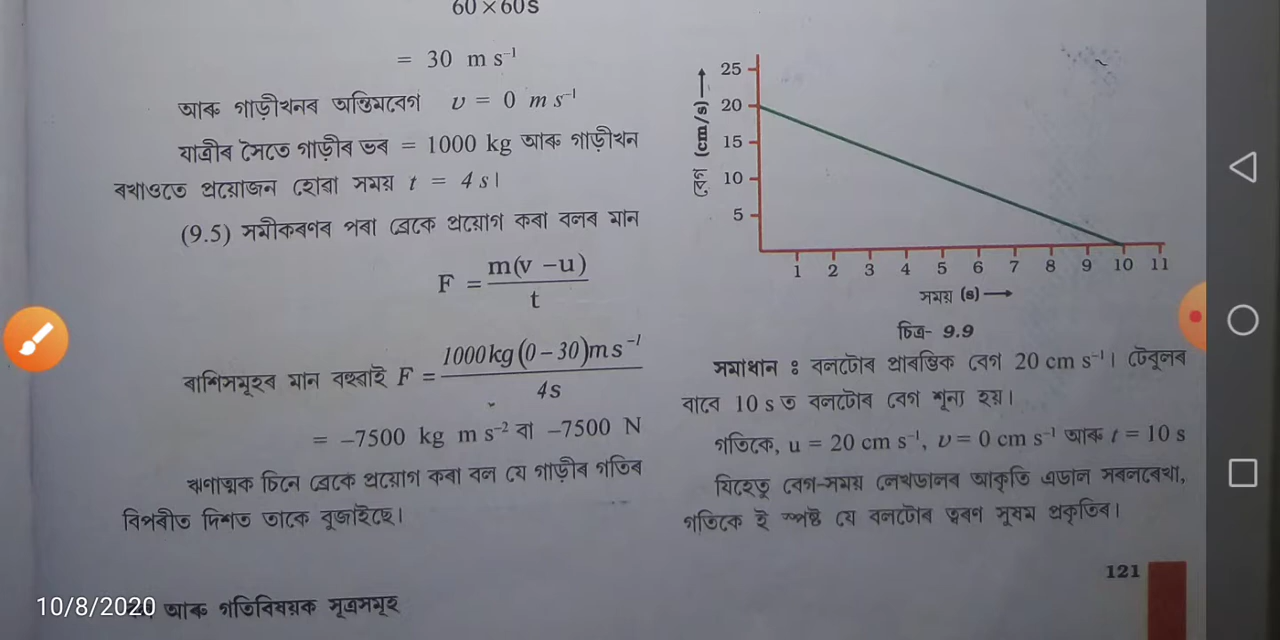 60 × 60s
= 30 m s⁻¹
আৰু গাড়ীখনৰ অন্তিমবেগ υ = 0 m s⁻¹
যাত্ৰীৰ সৈতে গাড়ীৰ ভৰ = 1000 kg আৰু গাড়ীখন
ৰখাওতে প্ৰয়োজন হোৱা সময় t = 4 s।
(9.5) সমীকৰণৰ পৰা ব্ৰেকে প্ৰয়োগ কৰা বলৰ মান
F = m(v – u) / t
ৰাশিসমূহৰ মান বহুৱাই F = 1000kg (0 – 30) m s⁻¹ / 4s
= –7500 kg m s⁻² বা –7500 N
ঋণাত্মক চিনে ব্ৰেকে প্ৰয়োগ কৰা বল যে গাড়ীৰ গতিৰ
বিপৰীত দিশত তাকে বুজাইছে।
আৰু গতিবিষয়ক সূত্ৰসমূহ
10/8/2020
বেগ (cm/s)
25
20
15
10
5
1 2 3 4 5 6 7 8 9 10 11
সময় (s)
চিত্ৰ- 9.9
সমাধান : বলটোৰ প্ৰাৰম্ভিক বেগ 20 cm s⁻¹। টেবুলৰ
বাবে 10 s ত বলটোৰ বেগ শূন্য হয়।
গতিকে, u = 20 cm s⁻¹, υ = 0 cm s⁻¹ আৰু t = 10 s
যিহেতু বেগ-সময় লেখডালৰ আকৃতি এডাল সৰলৰেখা,
গতিকে ই স্পষ্ট যে বলটোৰ ত্বৰণ সুষম প্ৰকৃতিৰ।
121